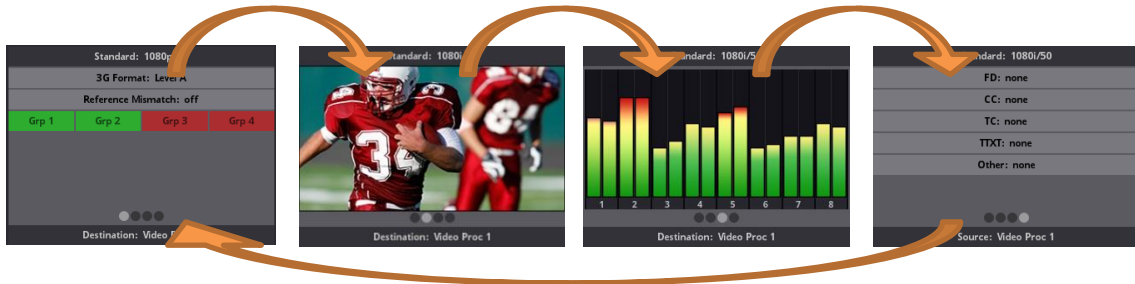 Standard: 1080p
3G Format: Level A
Reference Mismatch: off
Grp 1 Grp 2 Grp 3 Grp 4
Destination: Video P
Standard: 1080i
34 84
Destination: Video Proc 1
Standard: 1080i/5
1 2 3 4 5 6 7 8
Destination: Video Proc 1
Standard: 1080i/50
FD: none
CC: none
TC: none
TTXT: none
Other: none
Source: Video Proc 1